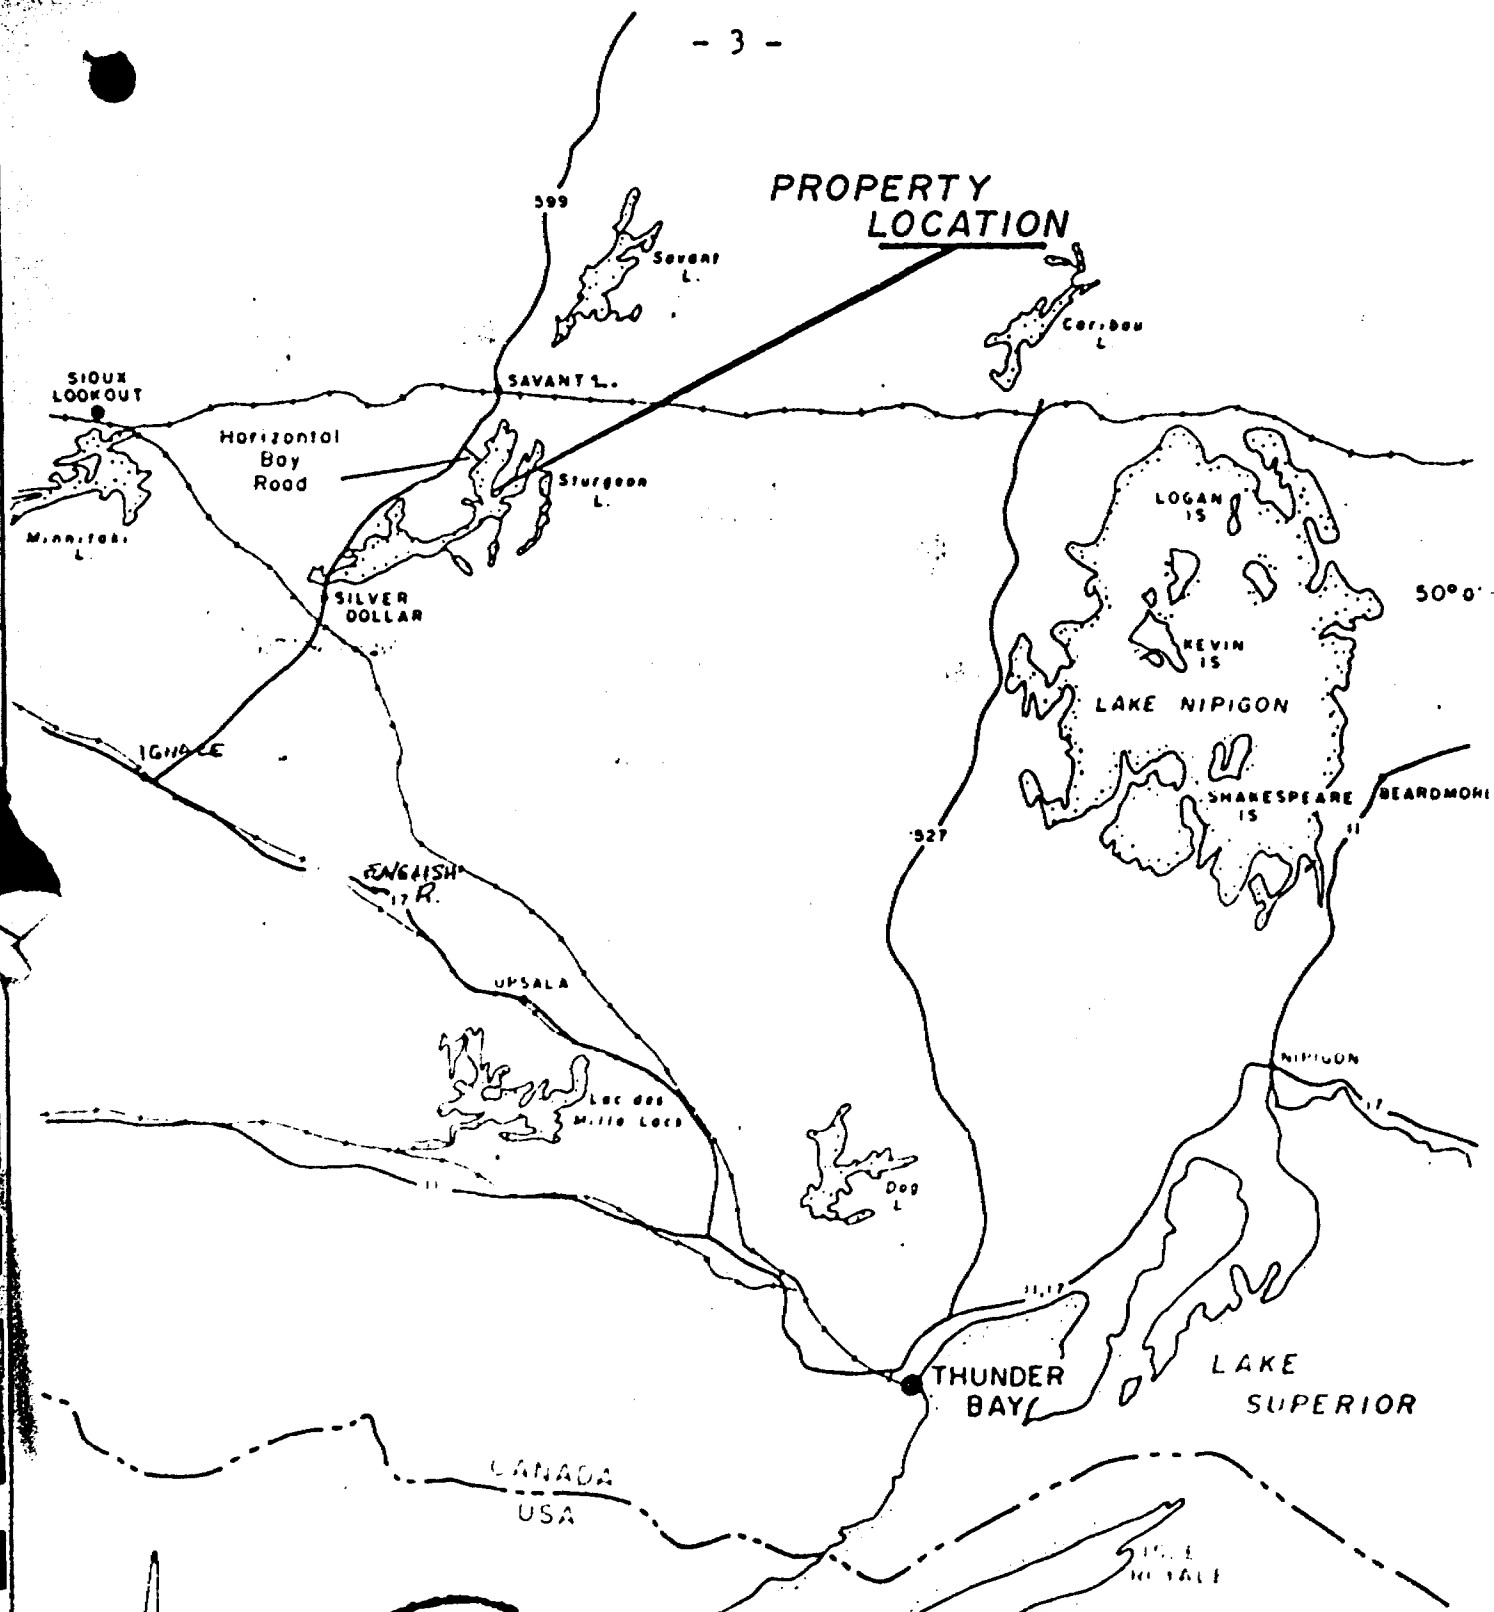 - 3 -
599
PROPERTY
LOCATION
Savant
L.
Caribou
L
SIOUX
LOOKOUT
SAVANT L.
Horizontal
Bay
Road
Sturgeon
L.
LOGAN
IS
Minnitaki
L
SILVER
DOLLAR
50°0'
KEVIN
IS
LAKE NIPIGON
IGNACE
SHAKESPEARE
IS
BEARDMORE
11
527
ENGLISH
17 R.
UPSALA
NIPIGON
17
Lac des
Mille Lacs
11
Dog
L
11,17
THUNDER
BAY
LAKE
SUPERIOR
CANADA
USA
ISLE
ROYALE